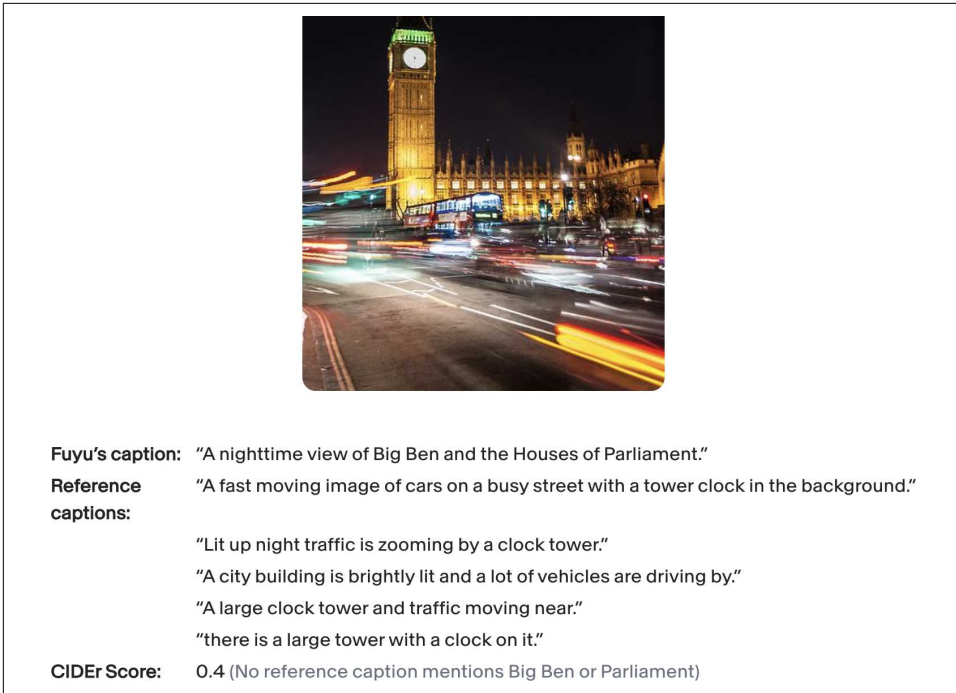 Fuyu’s caption: “A nighttime view of Big Ben and the Houses of Parliament.”
Reference captions: “A fast moving image of cars on a busy street with a tower clock in the background.”
“Lit up night traffic is zooming by a clock tower.”
“A city building is brightly lit and a lot of vehicles are driving by.”
“A large clock tower and traffic moving near.”
“there is a large tower with a clock on it.”
CIDEr Score: 0.4 (No reference caption mentions Big Ben or Parliament)